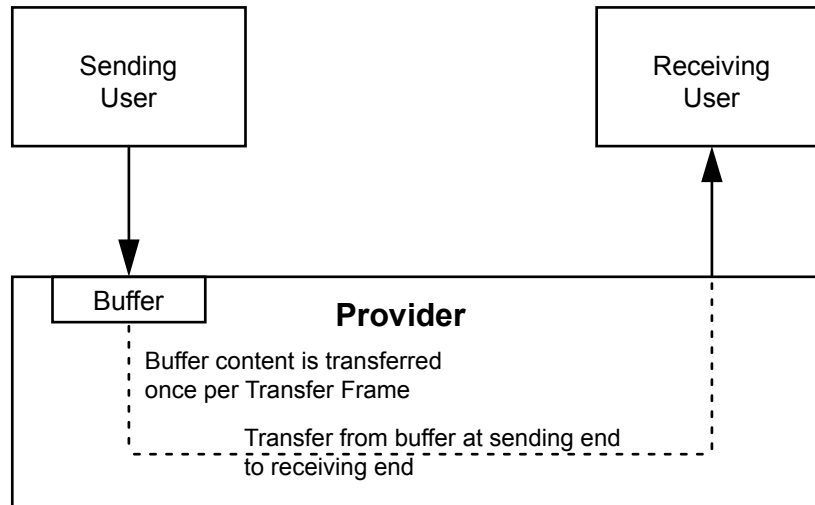 Sending
User
Receiving
User
Buffer
Provider
Buffer content is transferred
once per Transfer Frame
Transfer from buffer at sending end
to receiving end